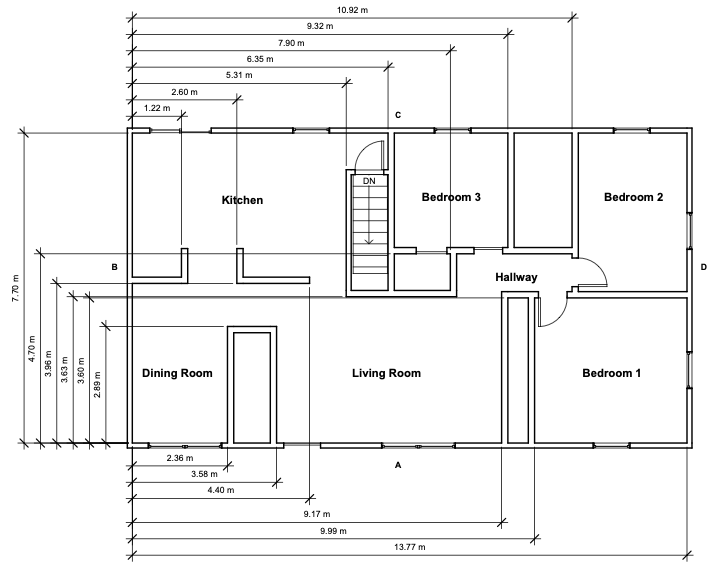 10.92 m
9.32 m
7.90 m
6.35 m
5.31 m
2.60 m
1.22 m
C
DN
Kitchen
Bedroom 3
Bedroom 2
B
Hallway
D
7.70 m
4.70 m
3.96 m
3.63 m
3.60 m
2.89 m
Dining Room
Living Room
Bedroom 1
A
2.36 m
3.58 m
4.40 m
9.17 m
9.99 m
13.77 m